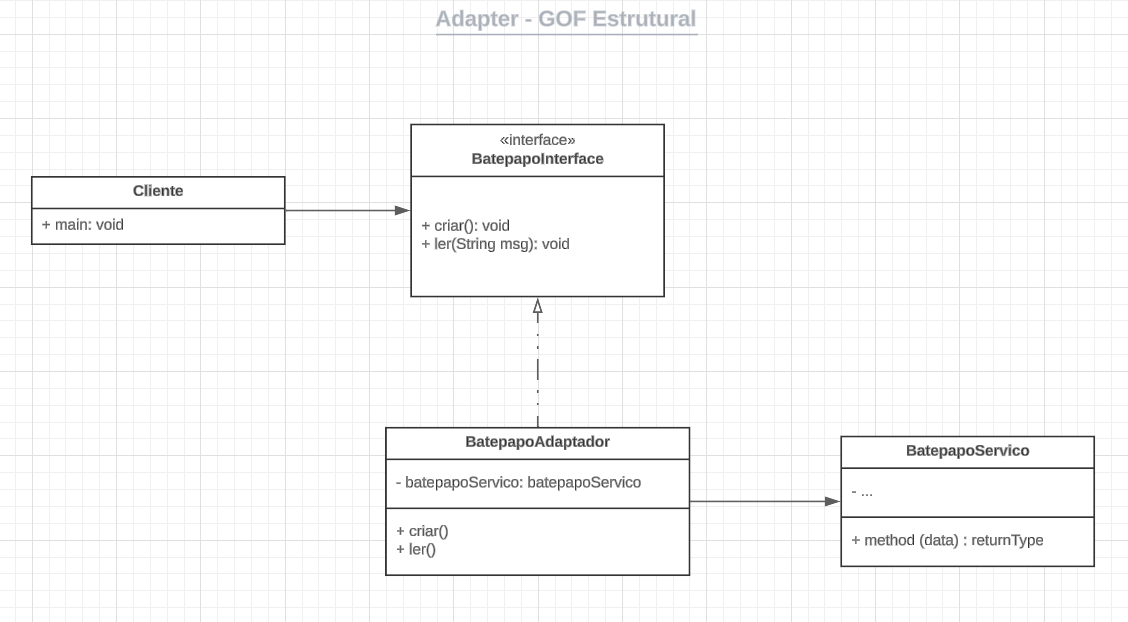 Adapter - GOF Estrutural
«interface»
BatepapoInterface
+ criar(): void
+ ler(String msg): void
Cliente
+ main: void
BatepapoAdaptador
- batepapoServico: batepapoServico
+ criar()
+ ler()
BatepapoServico
- ...
+ method (data) : returnType